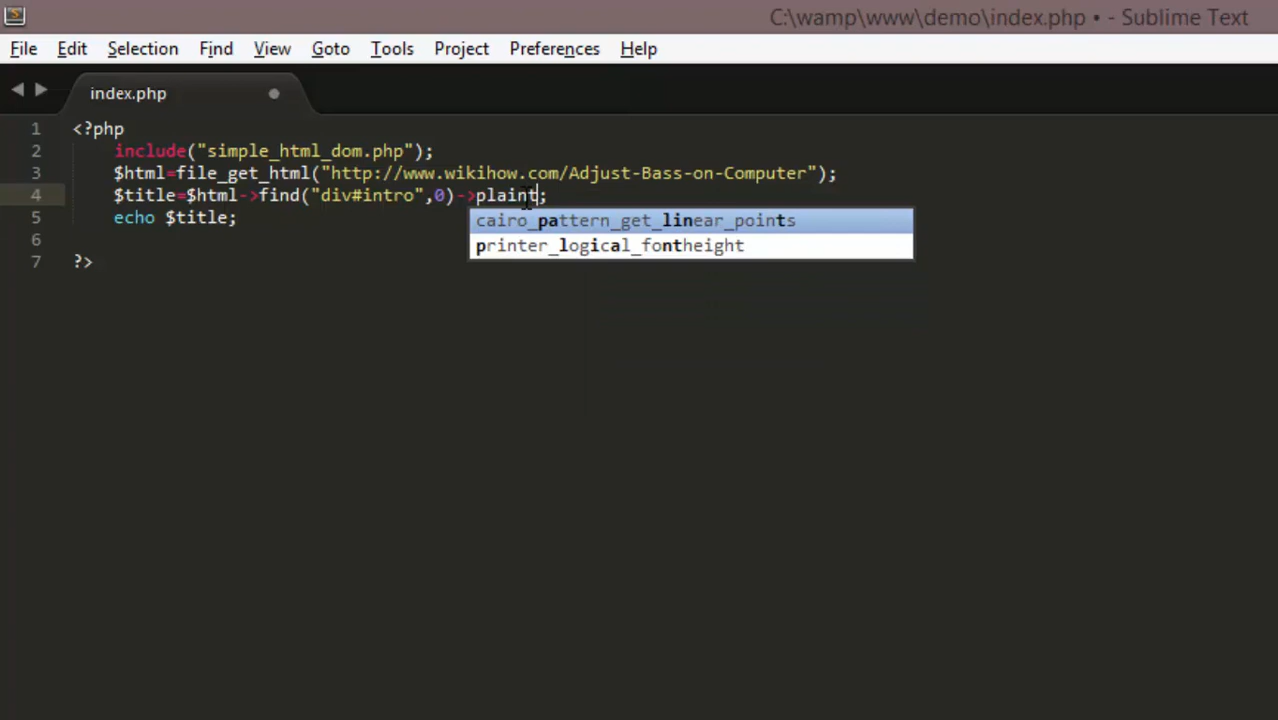 C:\wamp\www\demo\index.php • - Sublime Text
File Edit Selection Find View Goto Tools Project Preferences Help
index.php
1 <?php
2 include("simple_html_dom.php");
3 $html=file_get_html("http://www.wikihow.com/Adjust-Bass-on-Computer");
4 $title=$html->find("div#intro",0)->plaint;
cairo_pattern_get_linear_points
5 echo $title;
printer_logical_fontheight
6
7 ?>